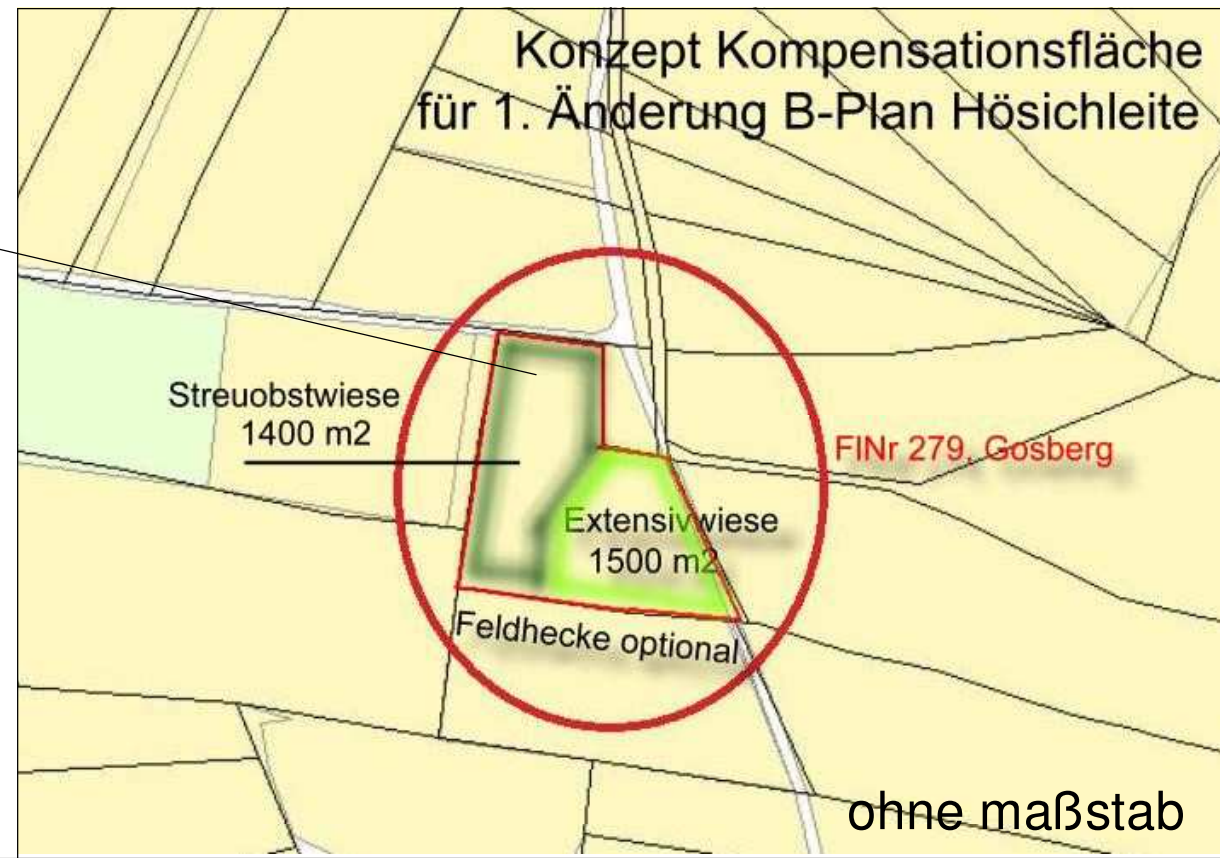 Konzept Kompensationsfläche
für 1. Änderung B-Plan Hösichleite
Streuobstwiese
1400 m2
FlNr 279, Gosberg
Extensivwiese
1500 m2
Feldhecke optional
ohne maßstab